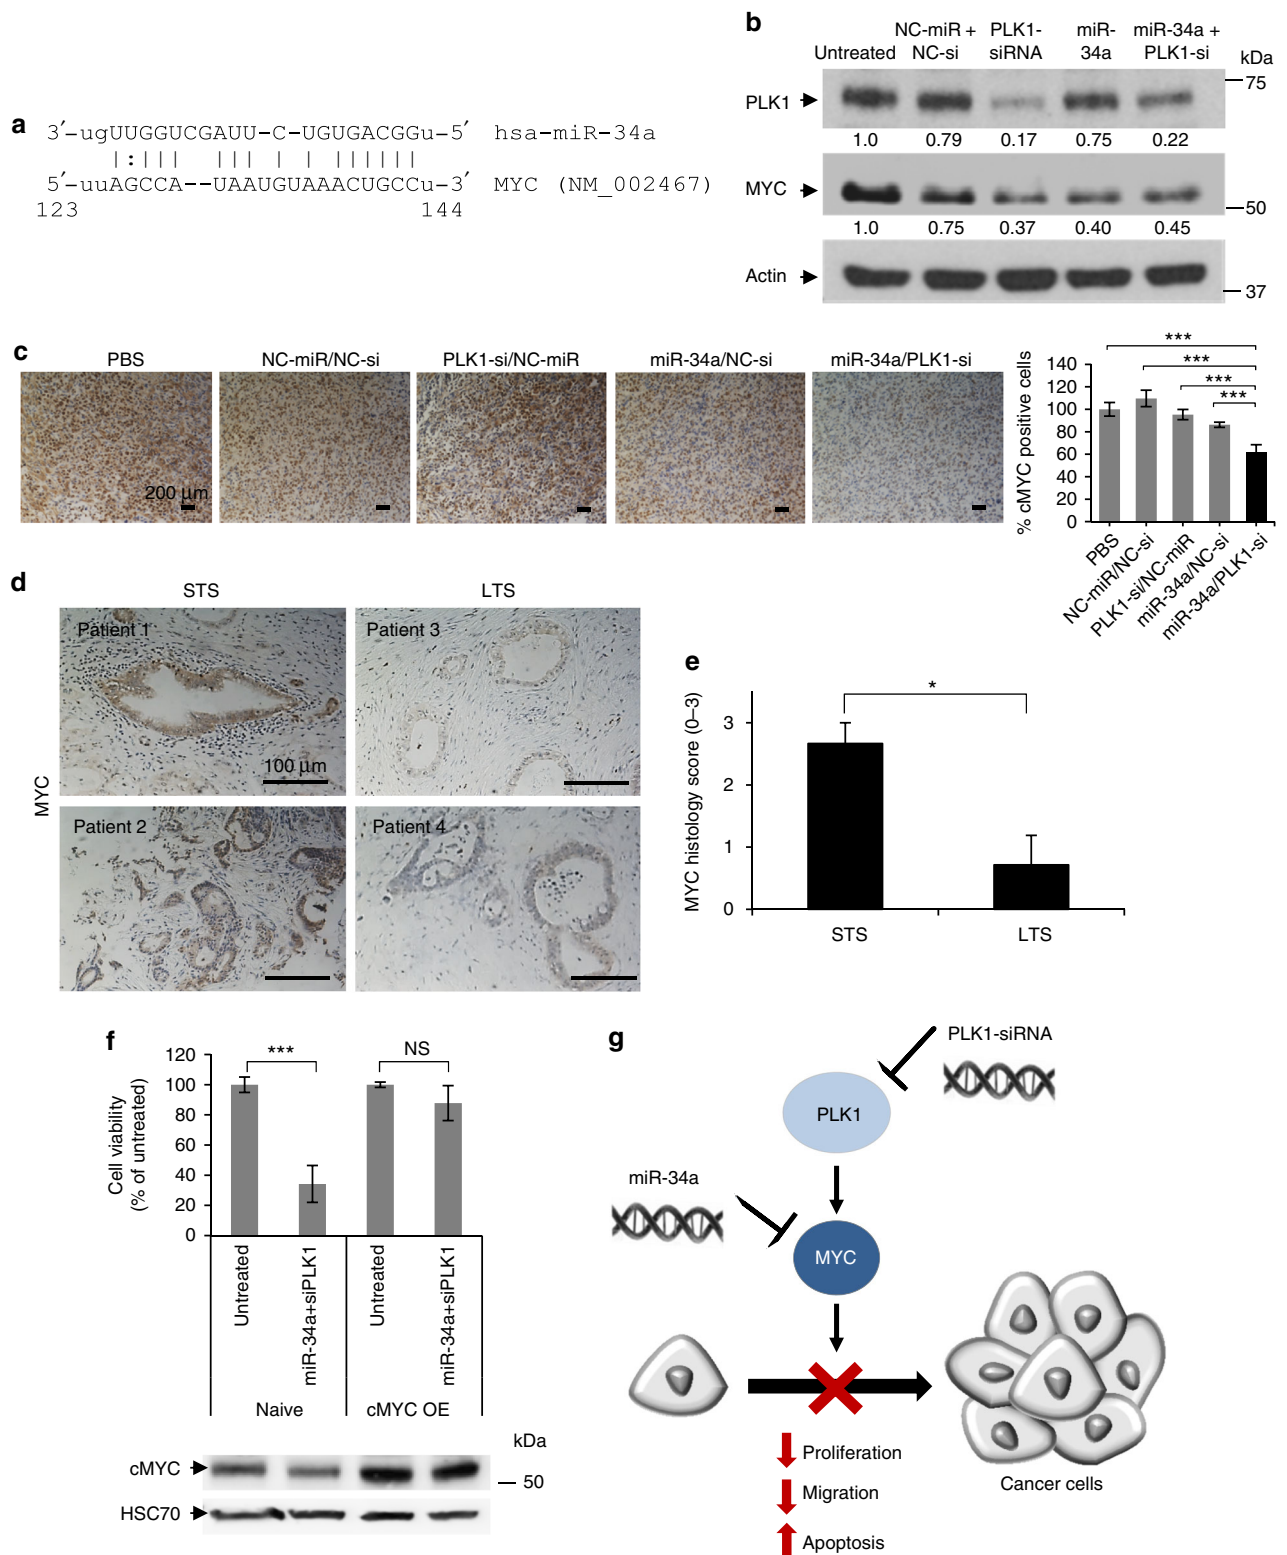 a
3′-ugUUGGUCGAUU-C-UGUGACGGu-5′ hsa-miR-34a
|:||| ||| | | ||||||
5′-uuAGCCA--UAAUGUAAACUGCCu-3′ MYC (NM_002467)
123 144
b
Untreated NC-miR + NC-si PLK1-siRNA miR-34a miR-34a + PLK1-si kDa
PLK1 75
1.0 0.79 0.17 0.75 0.22
MYC 50
1.0 0.75 0.37 0.40 0.45
Actin 37
c
PBS NC-miR/NC-si PLK1-si/NC-miR miR-34a/NC-si miR-34a/PLK1-si
200 µm
% cMYC positive cells
140
120
100
80
60
40
20
0
***
***
***
***
PBS
NC-miR/NC-si
PLK1-si/NC-miR
miR-34a/NC-si
miR-34a/PLK1-si
d
STS LTS
MYC
Patient 1 Patient 3
100 µm
Patient 2 Patient 4
e
MYC histology score (0–3)
3
2
1
0
*
STS LTS
f
Cell viability
(% of untreated)
120
100
80
60
40
20
0
*** NS
Untreated
miR-34a+siPLK1
Untreated
miR-34a+siPLK1
Naive cMYC OE
kDa
cMYC 50
HSC70
g
PLK1-siRNA
PLK1
miR-34a
MYC
Proliferation
Migration
Apoptosis
Cancer cells